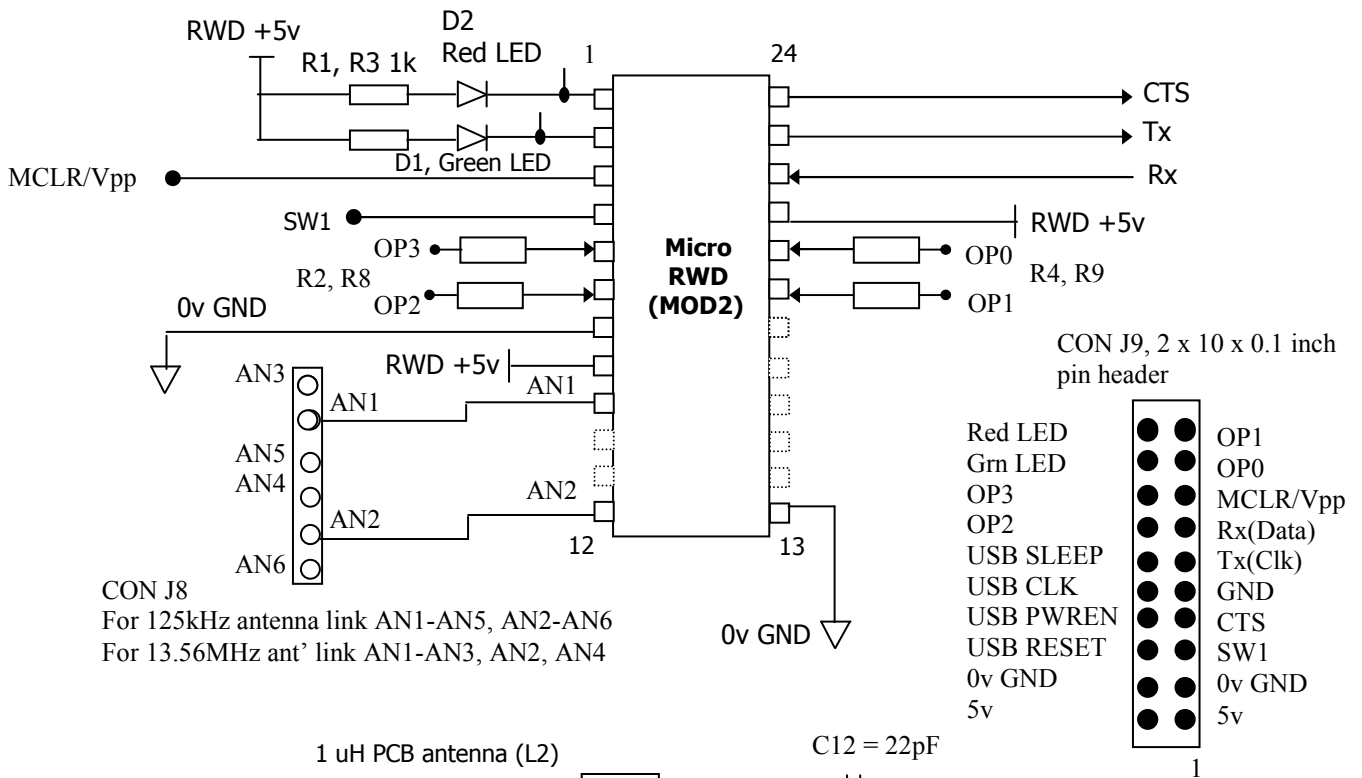 RWD +5v
D2
Red LED
R1, R3 1k
1
24
CTS
Tx
Rx
D1, Green LED
MCLR/Vpp
SW1
OP3
R2, R8
OP2
Micro
RWD
(MOD2)
RWD +5v
OP0
R4, R9
OP1
0v GND
RWD +5v
AN3
AN1
AN1
AN5
AN4
AN2
AN2
AN6
12
13
0v GND
CON J8
For 125kHz antenna link AN1-AN5, AN2-AN6
For 13.56MHz ant’ link AN1-AN3, AN2, AN4
CON J9, 2 x 10 x 0.1 inch
pin header
Red LED
Grn LED
OP3
OP2
USB SLEEP
USB CLK
USB PWREN
USB RESET
0v GND
5v
OP1
OP0
MCLR/Vpp
Rx(Data)
Tx(Clk)
GND
CTS
SW1
0v GND
5v
1
1 uH PCB antenna (L2)
C12 = 22pF